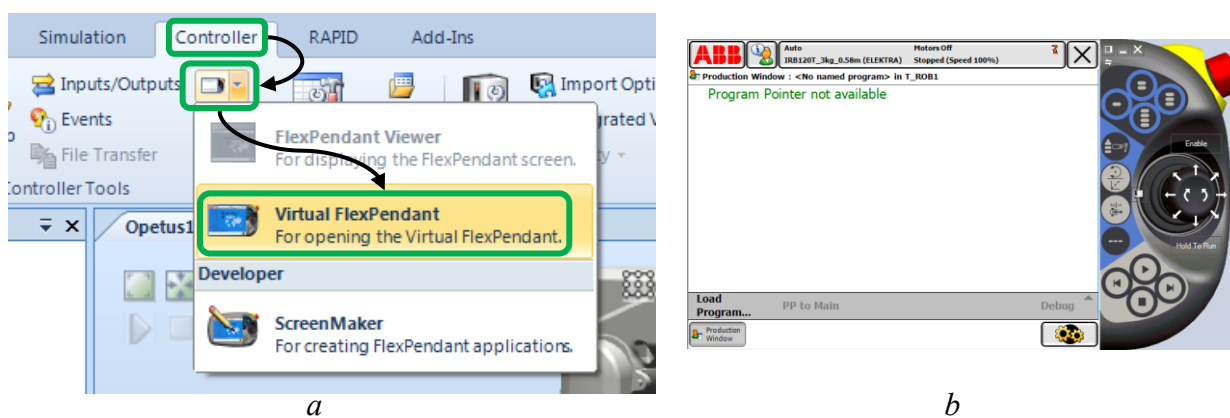 Simulation Controller RAPID Add-Ins
Inputs/Outputs
Import Opti
Events
rated V
File Transfer
ty
Controller Tools
FlexPendant Viewer
For displaying the FlexPendant screen.
Virtual FlexPendant
For opening the Virtual FlexPendant.
Opetus1
Developer
ScreenMaker
For creating FlexPendant applications.
a
ABB
Auto Motors Off
IRB120T_3kg_0.58m (ELEKTRA) Stopped (Speed 100%)
Production Window : <No named program> in T_ROB1
Program Pointer not available
Enable
Hold To Run
Load
Program...
PP to Main
Debug
Production
Window
b